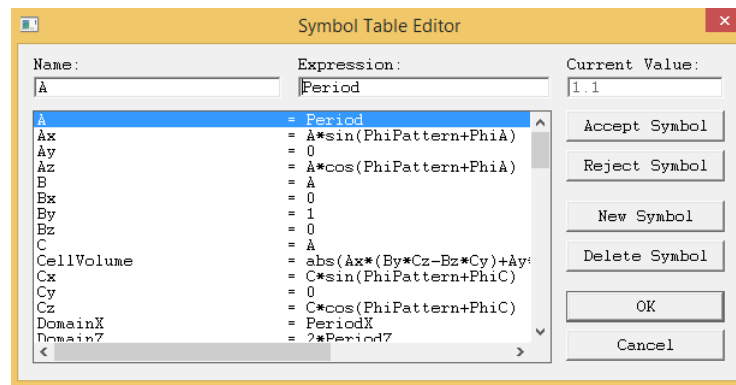 Symbol Table Editor
Name: Expression: Current Value:
A Period 1.1
A = Period
Ax = A*sin(PhiPattern+PhiA)
Ay = 0
Az = A*cos(PhiPattern+PhiA)
B = A
Bx = 0
By = 1
Bz = 0
C = A
CellVolume = abs(Ax*(By*Cz-Bz*Cy)+Ay
Cx = C*sin(PhiPattern+PhiC)
Cy = 0
Cz = C*cos(PhiPattern+PhiC)
DomainX = PeriodX
DomainZ = 2*PeriodZ
Accept Symbol
Reject Symbol
New Symbol
Delete Symbol
OK
Cancel